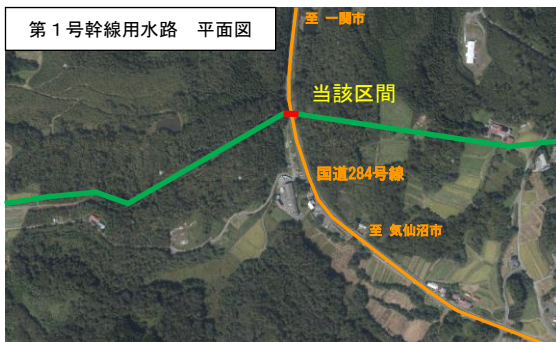 第１号幹線用水路　平面図
至 一関市
当該区間
国道284号線
至 気仙沼市